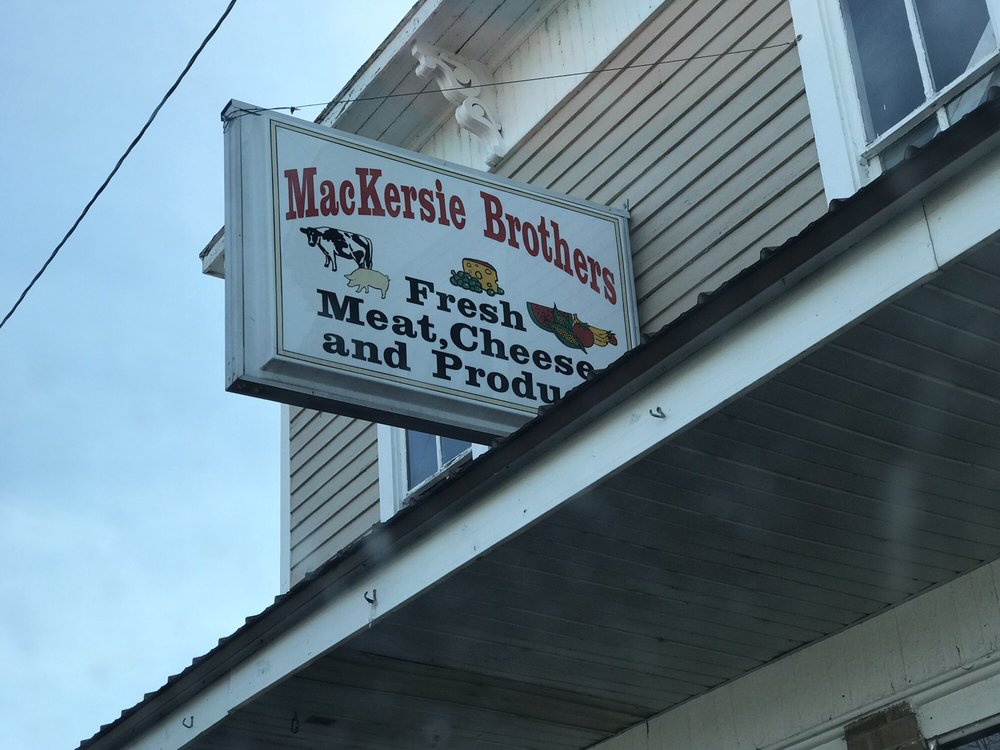 MacKersie Brothers
Fresh
Meat, Cheese
and Produ